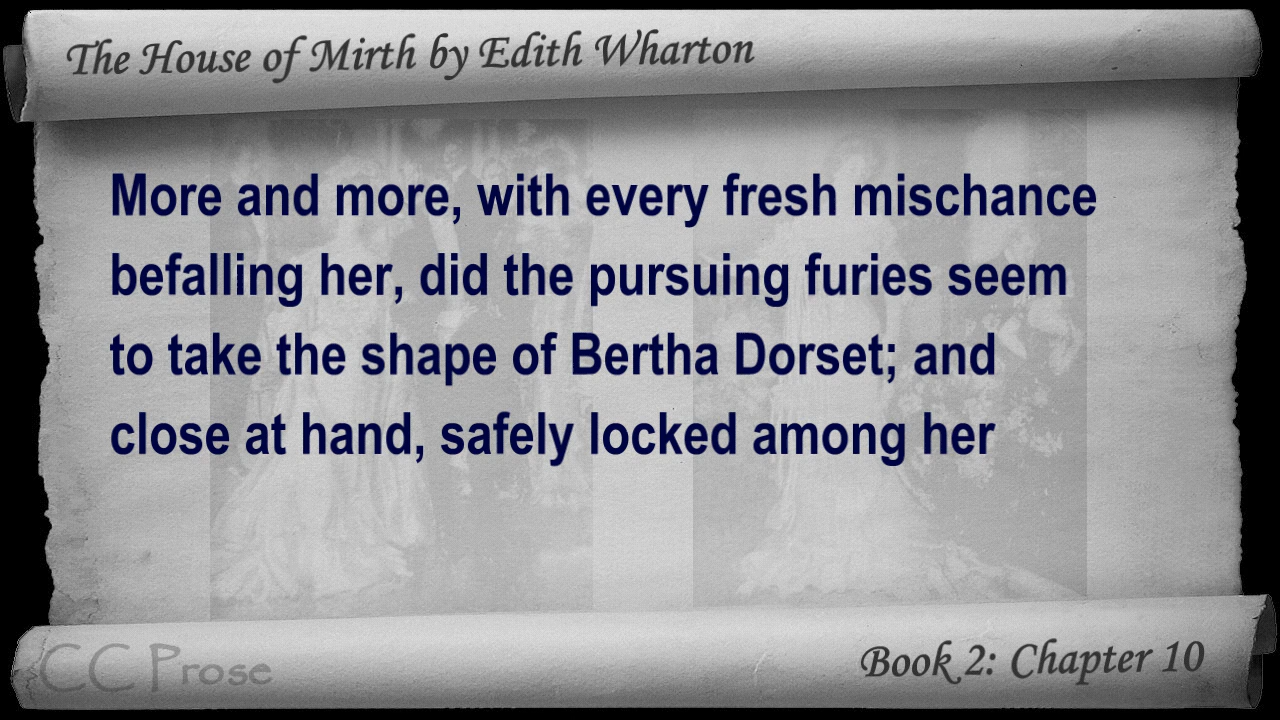 The House of Mirth by Edith Wharton
More and more, with every fresh mischance
befalling her, did the pursuing furies seem
to take the shape of Bertha Dorset; and
close at hand, safely locked among her
CC Prose
Book 2: Chapter 10